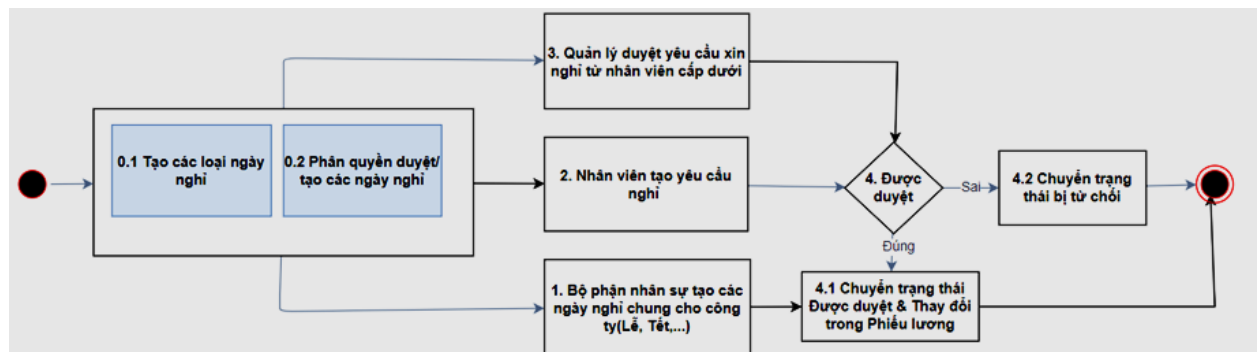 3. Quản lý duyệt yêu cầu xin
nghỉ từ nhân viên cấp dưới
0.1 Tạo các loại ngày
nghỉ
0.2 Phân quyền duyệt/
tạo các ngày nghỉ
2. Nhân viên tạo yêu cầu
nghỉ
4. Được
duyệt
Sai
4.2 Chuyển trạng
thái bị từ chối
Đúng
1. Bộ phận nhân sự tạo các
ngày nghỉ chung cho công
ty(Lễ, Tết,...)
4.1 Chuyển trạng thái
Được duyệt & Thay đổi
trong Phiếu lương